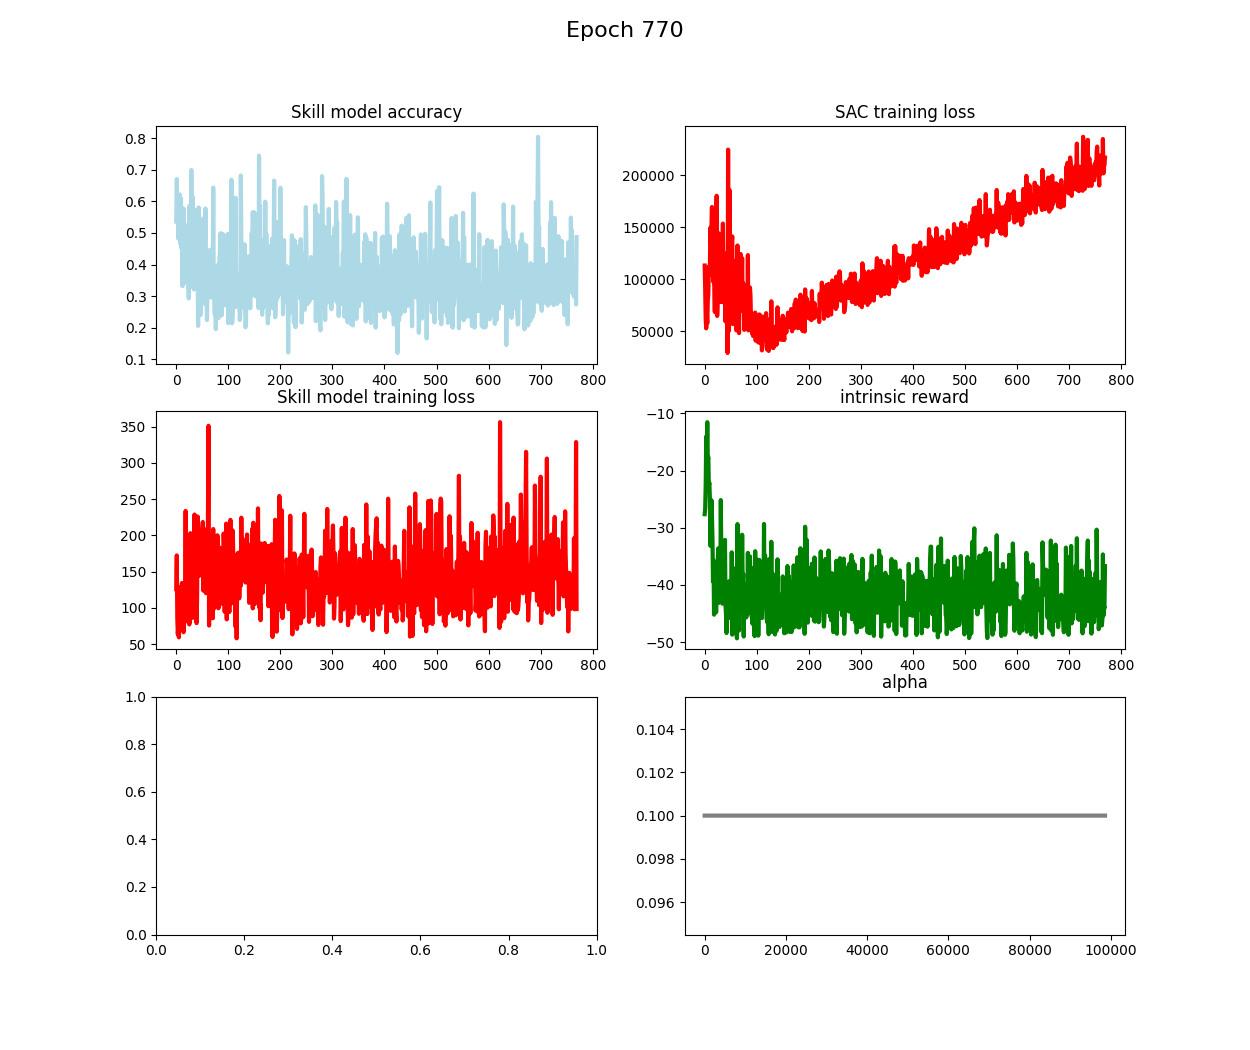 Epoch 770
Skill model accuracy
0.8
0.7
0.6
0.5
0.4
0.3
0.2
0.1
0 100 200 300 400 500 600 700 800
SAC training loss
200000
150000
100000
50000
0 100 200 300 400 500 600 700 800
Skill model training loss
350
300
250
200
150
100
50
0 100 200 300 400 500 600 700 800
intrinsic reward
−10
−20
−30
−40
−50
0 100 200 300 400 500 600 700 800
1.0
0.8
0.6
0.4
0.2
0.0
0.0 0.2 0.4 0.6 0.8 1.0
alpha
0.104
0.102
0.100
0.098
0.096
0 20000 40000 60000 80000 100000